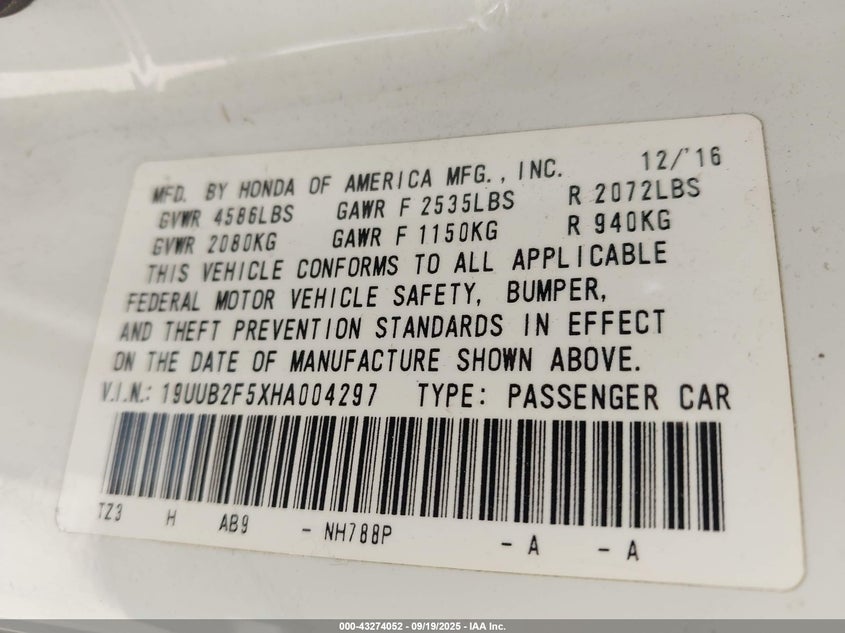 MFD. BY HONDA OF AMERICA MFG., INC. 12/'16
GVWR 4586LBS GAWR F 2535LBS R 2072LBS
GVWR 2080KG GAWR F 1150KG R 940KG
THIS VEHICLE CONFORMS TO ALL APPLICABLE
FEDERAL MOTOR VEHICLE SAFETY, BUMPER,
AND THEFT PREVENTION STANDARDS IN EFFECT
ON THE DATE OF MANUFACTURE SHOWN ABOVE.
V.I.N.: 19UUB2F5XHA004297 TYPE: PASSENGER CAR
TZ3 H AB9 - NH788P - A - A
000-43274052 - 09/19/2025 - IAA Inc.